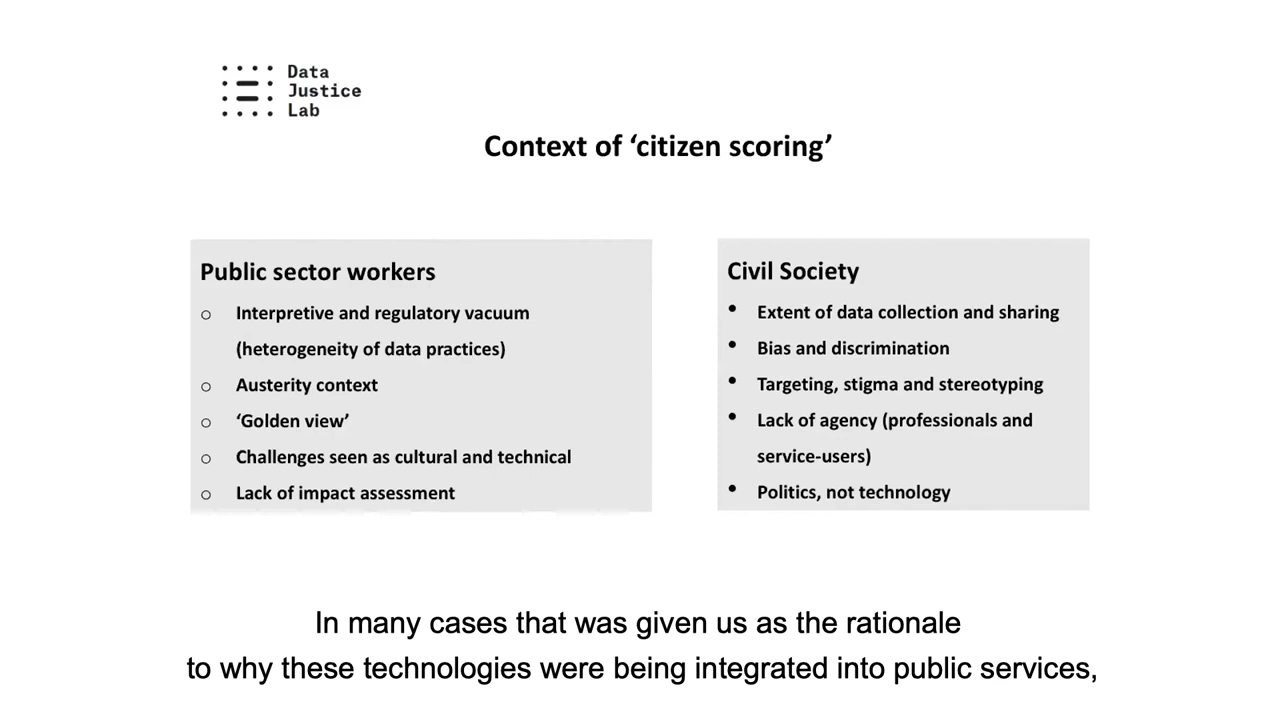 Data
Justice
Lab
Context of ‘citizen scoring’
Public sector workers
○ Interpretive and regulatory vacuum
(heterogeneity of data practices)
○ Austerity context
○ ‘Golden view’
○ Challenges seen as cultural and technical
○ Lack of impact assessment
Civil Society
• Extent of data collection and sharing
• Bias and discrimination
• Targeting, stigma and stereotyping
• Lack of agency (professionals and
service-users)
• Politics, not technology
In many cases that was given us as the rationale
to why these technologies were being integrated into public services,